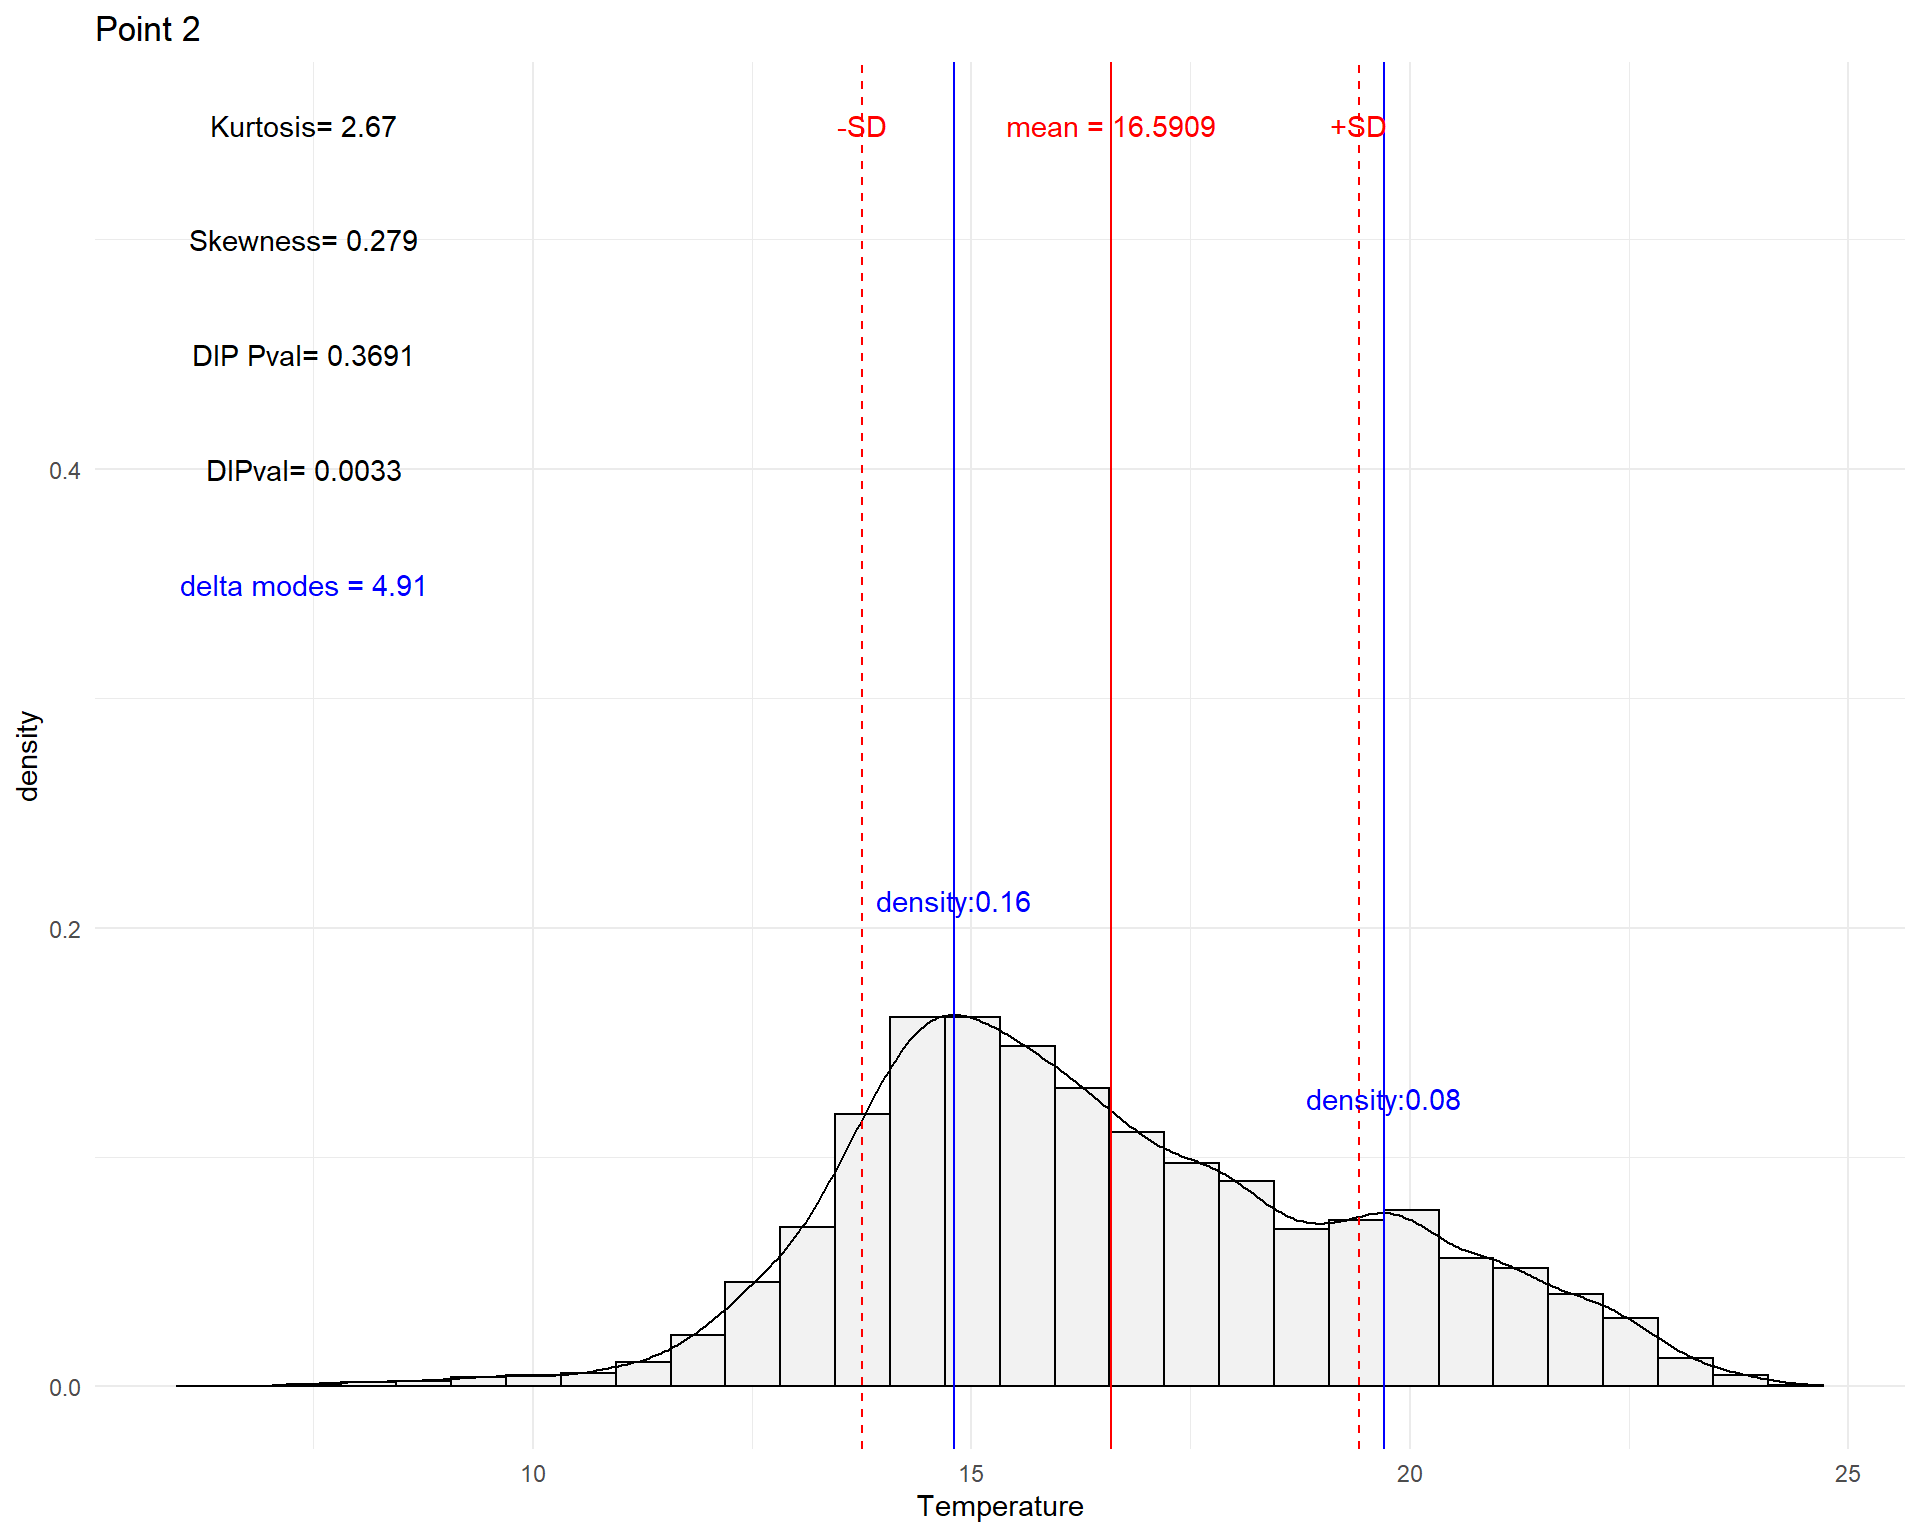 Point 2
Kurtosis= 2.67
-SD
mean = 16.5909
+SD
Skewness= 0.279
DIP Pval= 0.3691
DIPval= 0.0033
delta modes = 4.91
density:0.16
density:0.08
density
0.4
0.2
0.0
10
15
20
25
Temperature